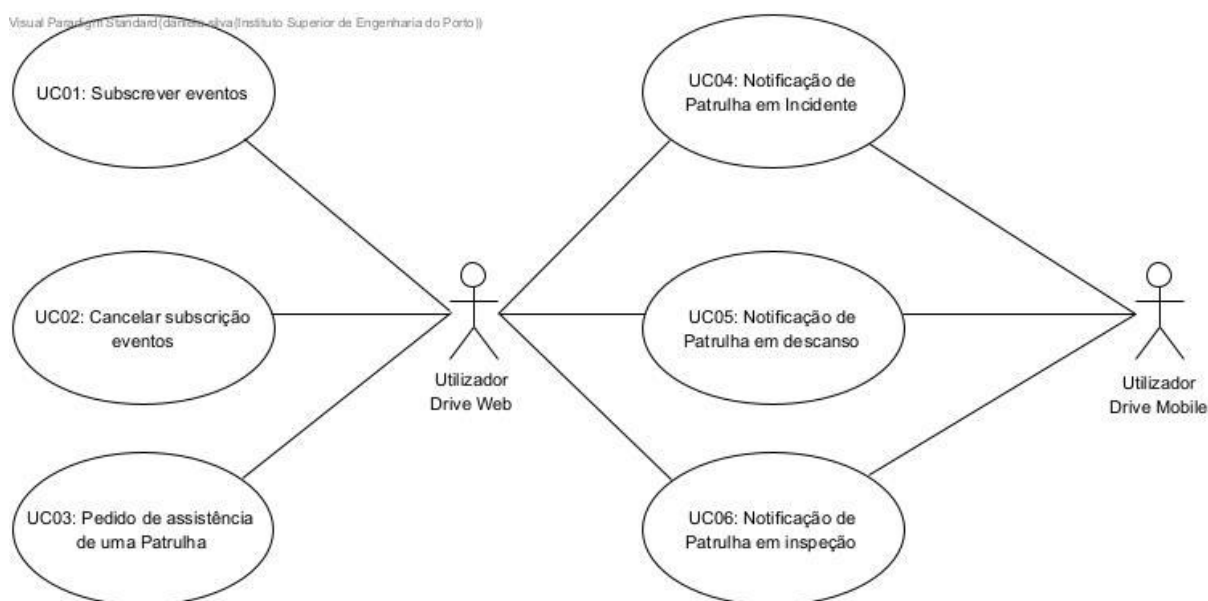 Visual Paradigm Standard(daniela silva(Instituto Superior de Engenharia do Porto))
UC01: Subscrever eventos
UC04: Notificação de
Patrulha em Incidente
UC02: Cancelar subscrição
eventos
Utilizador
Drive Web
UC05: Notificação de
Patrulha em descanso
Utilizador
Drive Mobile
UC03: Pedido de assistência
de uma Patrulha
UC06: Notificação de
Patrulha em inspeção